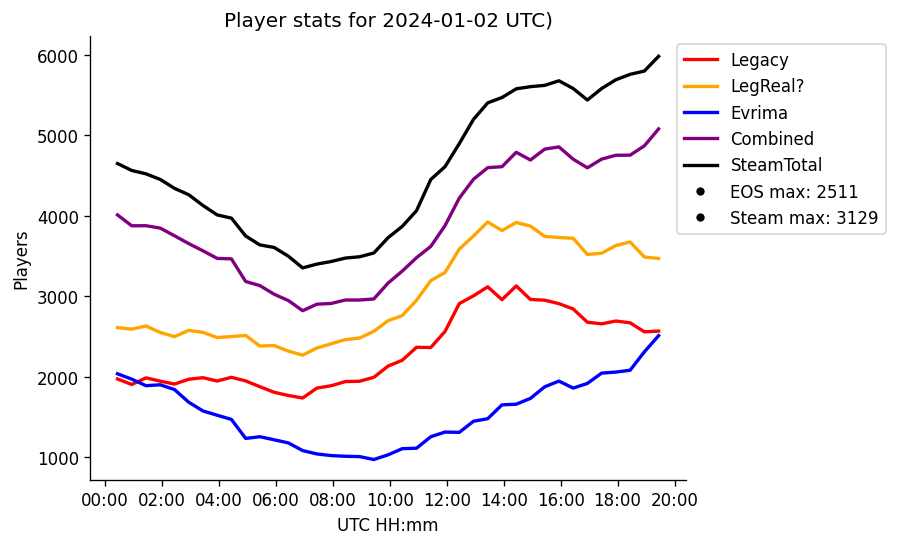 Player stats for 2024-01-02 UTC)
6000
5000
4000
3000
2000
1000
Players
00:00 02:00 04:00 06:00 08:00 10:00 12:00 14:00 16:00 18:00 20:00
UTC HH:mm
Legacy
LegReal?
Evrima
Combined
SteamTotal
EOS max: 2511
Steam max: 3129